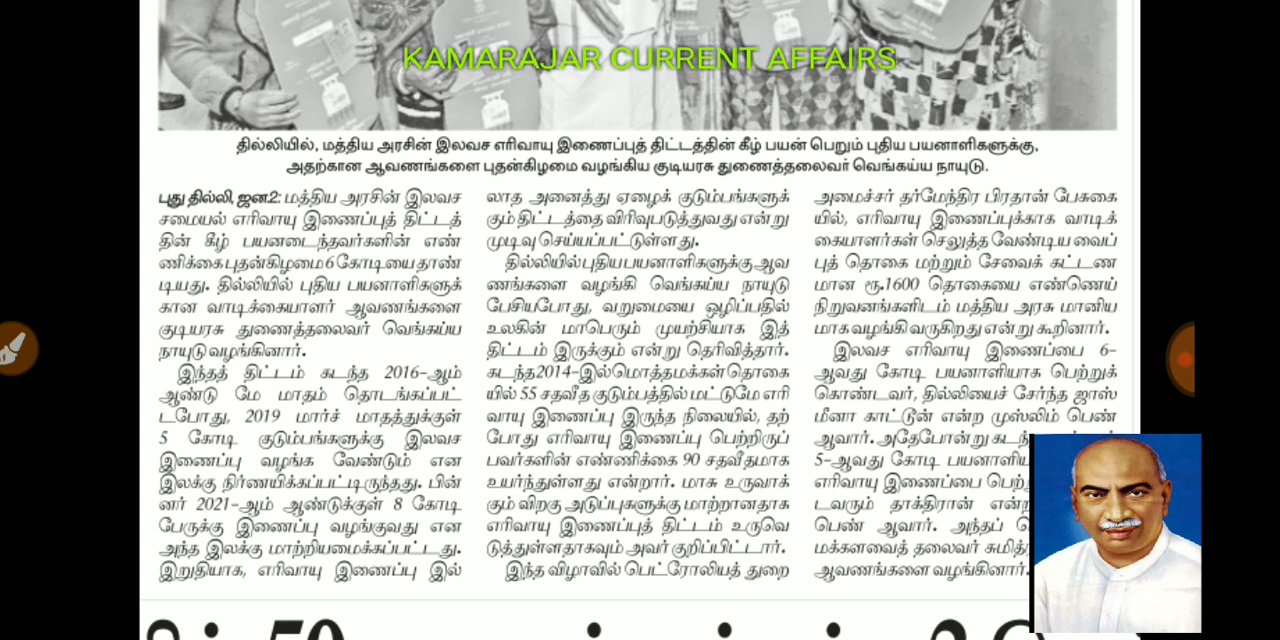 KAMARAJAR CURRENT AFFAIRS
தில்லியில், மத்திய அரசின் இலவச எரிவாயு இணைப்புத் திட்டத்தின் கீழ் பயன் பெறும் புதிய பயனாளிகளுக்கு,
அதற்கான ஆவணங்களை புதன்கிழமை வழங்கிய குடியரசு துணைத்தலைவர் வெங்கய்ய நாயுடு.
புது தில்லி, ஜன.2: மத்திய அரசின் இலவச
சமையல் எரிவாயு இணைப்புத் திட்டத்
தின் கீழ் பயனடைந்தவர்களின் எண்
ணிக்கை புதன்கிழமை 6 கோடியை தாண்
டியது. தில்லியில் புதிய பயனாளிகளுக்
கான வாடிக்கையாளர் ஆவணங்களை
குடியரசு துணைத்தலைவர் வெங்கய்ய
நாயுடு வழங்கினார்.
இந்தத் திட்டம் கடந்த 2016-ஆம்
ஆண்டு மே மாதம் தொடங்கப்பட்
டபோது, 2019 மார்ச் மாதத்துக்குள்
5 கோடி குடும்பங்களுக்கு இலவச
இணைப்பு வழங்க வேண்டும் என
இலக்கு நிர்ணயிக்கப்பட்டிருந்தது. பின்
னர் 2021-ஆம் ஆண்டுக்குள் 8 கோடி
பேருக்கு இணைப்பு வழங்குவது என
அந்த இலக்கு மாற்றியமைக்கப்பட்டது.
இறுதியாக, எரிவாயு இணைப்பு இல்
லாத அனைத்து ஏழைக் குடும்பங்களுக்
கும் திட்டத்தை விரிவுபடுத்துவது என்று
முடிவு செய்யப்பட்டுள்ளது.
தில்லியில் புதிய பயனாளிகளுக்கு ஆவ
ணங்களை வழங்கி வெங்கய்ய நாயுடு
பேசியபோது, வறுமையை ஒழிப்பதில்
உலகின் மாபெரும் முயற்சியாக இத்
திட்டம் இருக்கும் என்று தெரிவித்தார்.
கடந்த 2014-இல் மொத்த மக்கள் தொகை
யில் 55 சதவீத குடும்பத்தில் மட்டுமே எரி
வாயு இணைப்பு இருந்த நிலையில், தற்
போது எரிவாயு இணைப்பு பெற்றிருப்
பவர்களின் எண்ணிக்கை 90 சதவீதமாக
உயர்ந்துள்ளது என்றார். மாசு உருவாக்
கும் விறகு அடுப்புகளுக்கு மாற்றானதாக
எரிவாயு இணைப்புத் திட்டம் உருவெ
டுத்துள்ளதாகவும் அவர் குறிப்பிட்டார்.
இந்த விழாவில் பெட்ரோலியத் துறை
அமைச்சர் தர்மேந்திர பிரதான் பேசுகை
யில், எரிவாயு இணைப்புக்காக வாடிக்
கையாளர்கள் செலுத்த வேண்டிய வைப்
புத் தொகை மற்றும் சேவைக் கட்டண
மான ரூ.1600 தொகையை எண்ணெய்
நிறுவனங்களிடம் மத்திய அரசு மானிய
மாக வழங்கி வருகிறது என்று கூறினார்.
இலவச எரிவாயு இணைப்பை 6-
ஆவது கோடி பயனாளியாக பெற்றுக்
கொண்டவர், தில்லியைச் சேர்ந்த ஜாஸ்
மீனா காட்டூன் என்ற முஸ்லிம் பெண்
ஆவார். அதேபோன்று
5-ஆவது கோடி
எரிவாயு இணைப்பை
டவரும் தாக்திரான்
பெண் ஆவார். அந்தப்
மக்களவைத் தலைவர்
ஆவணங்களை வழங்கினார்.
50